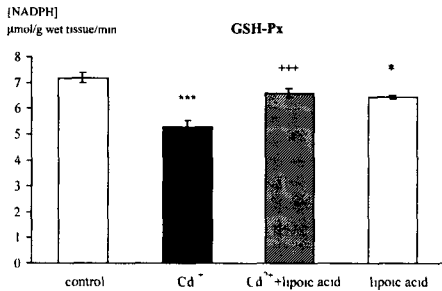 [NADPH]
µmol/g wet tissue/min
GSH-Px
8
7
6
5
4
3
2
1
0
***
+++
*
control
Cd⁺
Cd²⁺+lipoic acid
lipoic acid